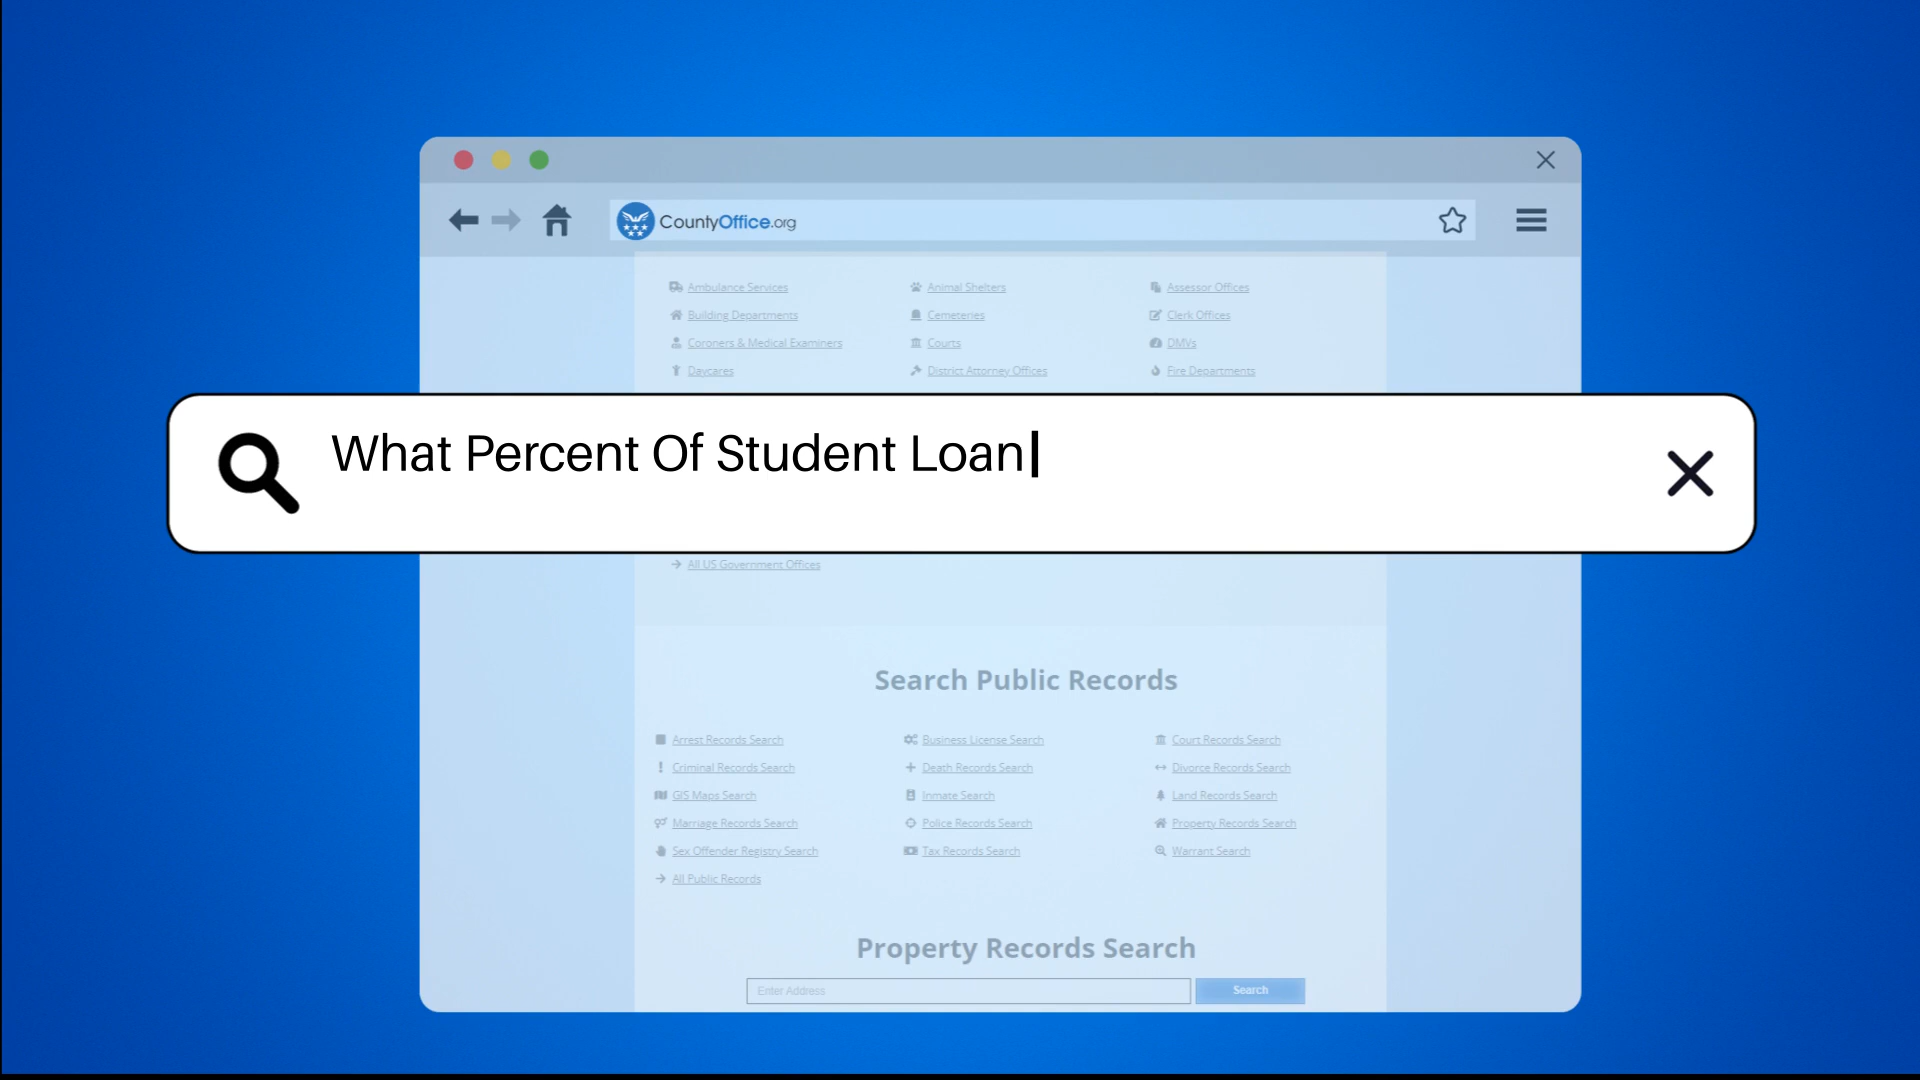 CountyOffice.org
Ambulance Services Animal Shelters Assessor Offices
Building Departments Cemeteries Clerk Offices
Coroners & Medical Examiners Courts DMVs
Daycares District Attorney Offices Fire Departments
What Percent Of Student Loan
All US Government Offices
Search Public Records
Arrest Records Search Business License Search Court Records Search
Criminal Records Search Death Records Search Divorce Records Search
GIS Maps Search Inmate Search Land Records Search
Marriage Records Search Police Records Search Property Records Search
Sex Offender Registry Search Tax Records Search Warrant Search
All Public Records
Property Records Search
Enter Address Search